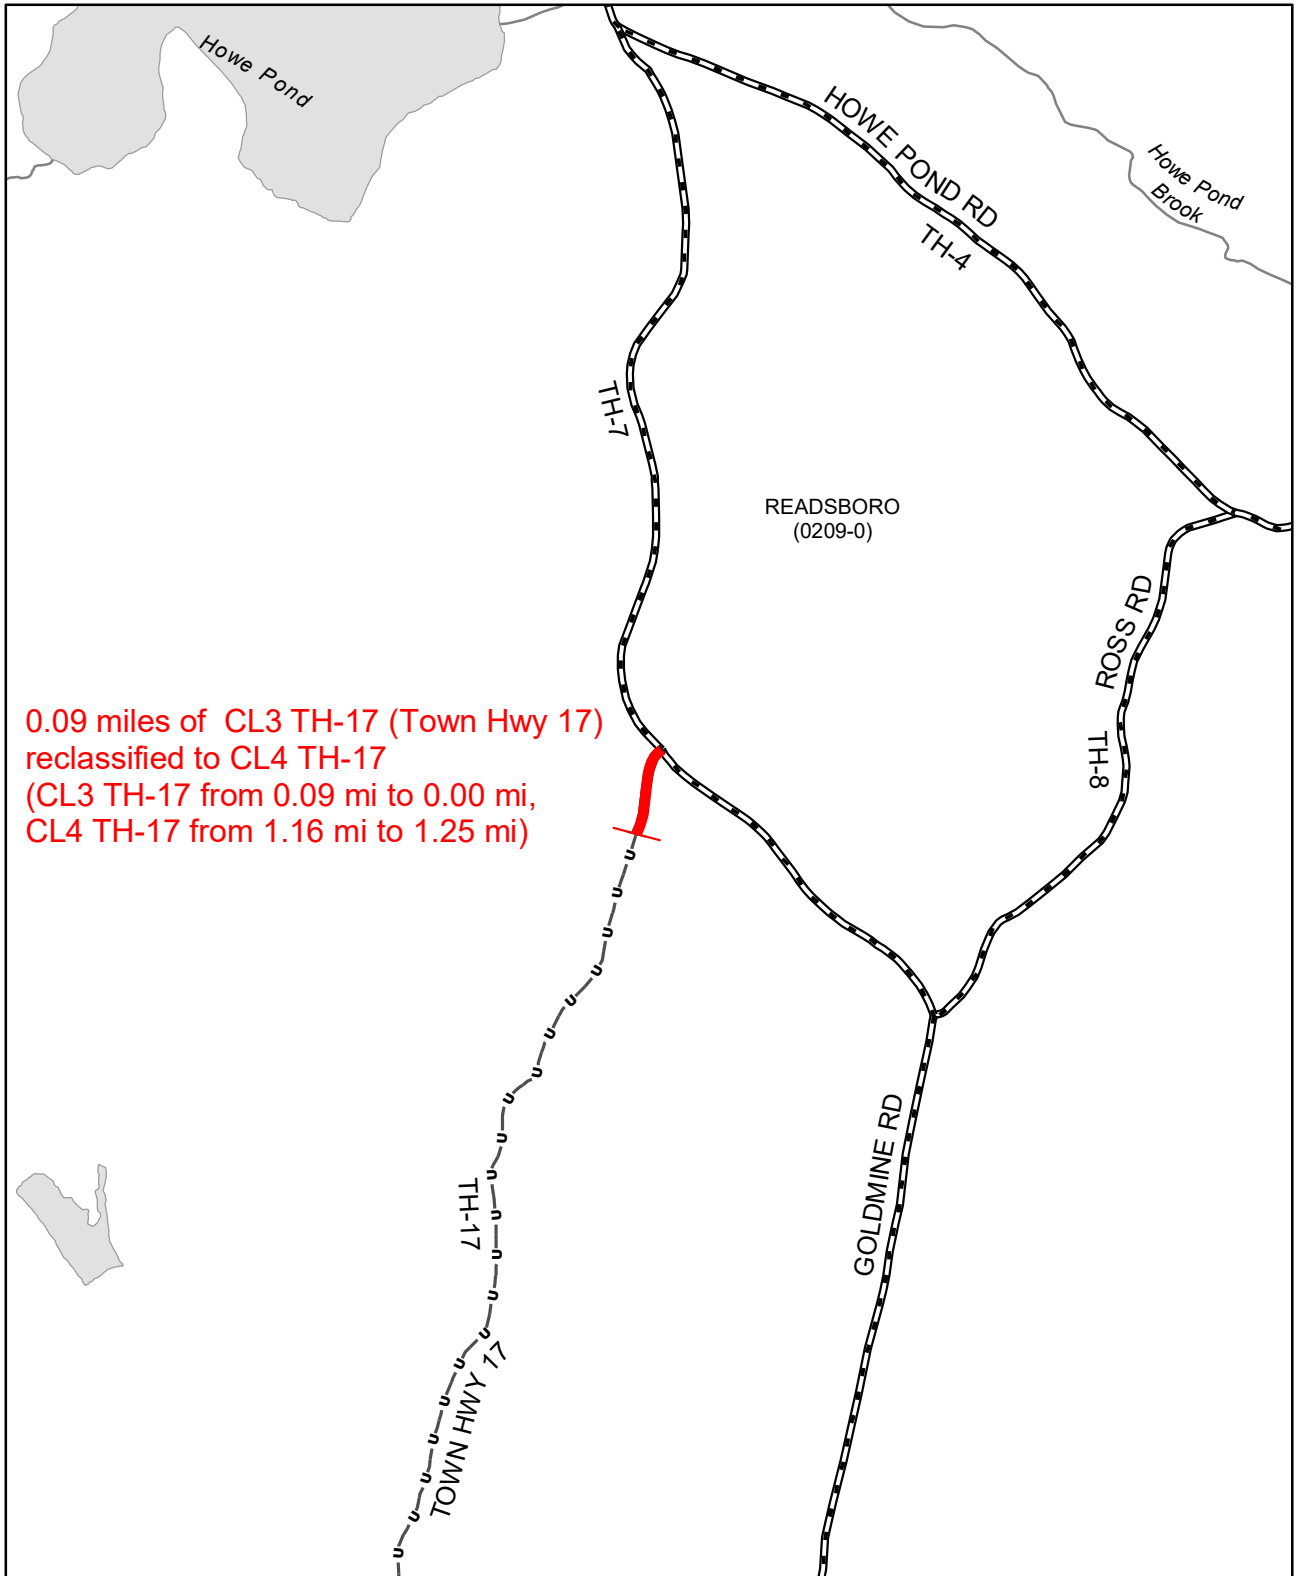 Howe Pond
HOWE POND RD
TH-4
Howe Pond
Brook
TH-7
READSBORO
(0209-0)
ROSS RD
TH-8
0.09 miles of  CL3 TH-17 (Town Hwy 17)
reclassified to CL4 TH-17
(CL3 TH-17 from 0.09 mi to 0.00 mi,
CL4 TH-17 from 1.16 mi to 1.25 mi)
GOLDMINE RD
TH-17
TOWN HWY 17